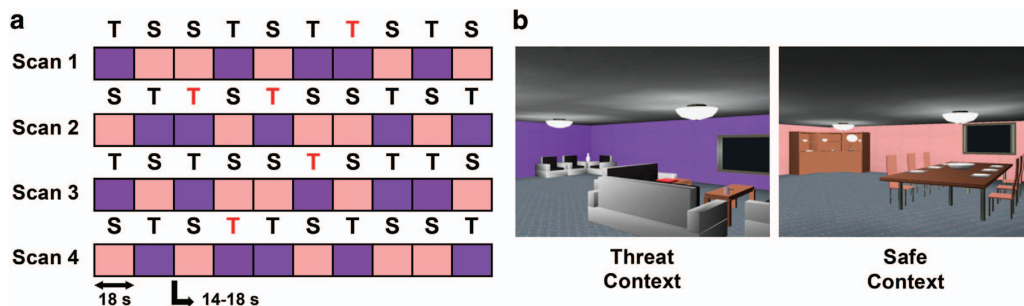 a
T S S T S T T S T S
Scan 1
S T T S T S S T S T
Scan 2
T S T S S T S T T S
Scan 3
S T S T T S T S S T
Scan 4
18 s 14-18 s
b
Threat
Context
Safe
Context